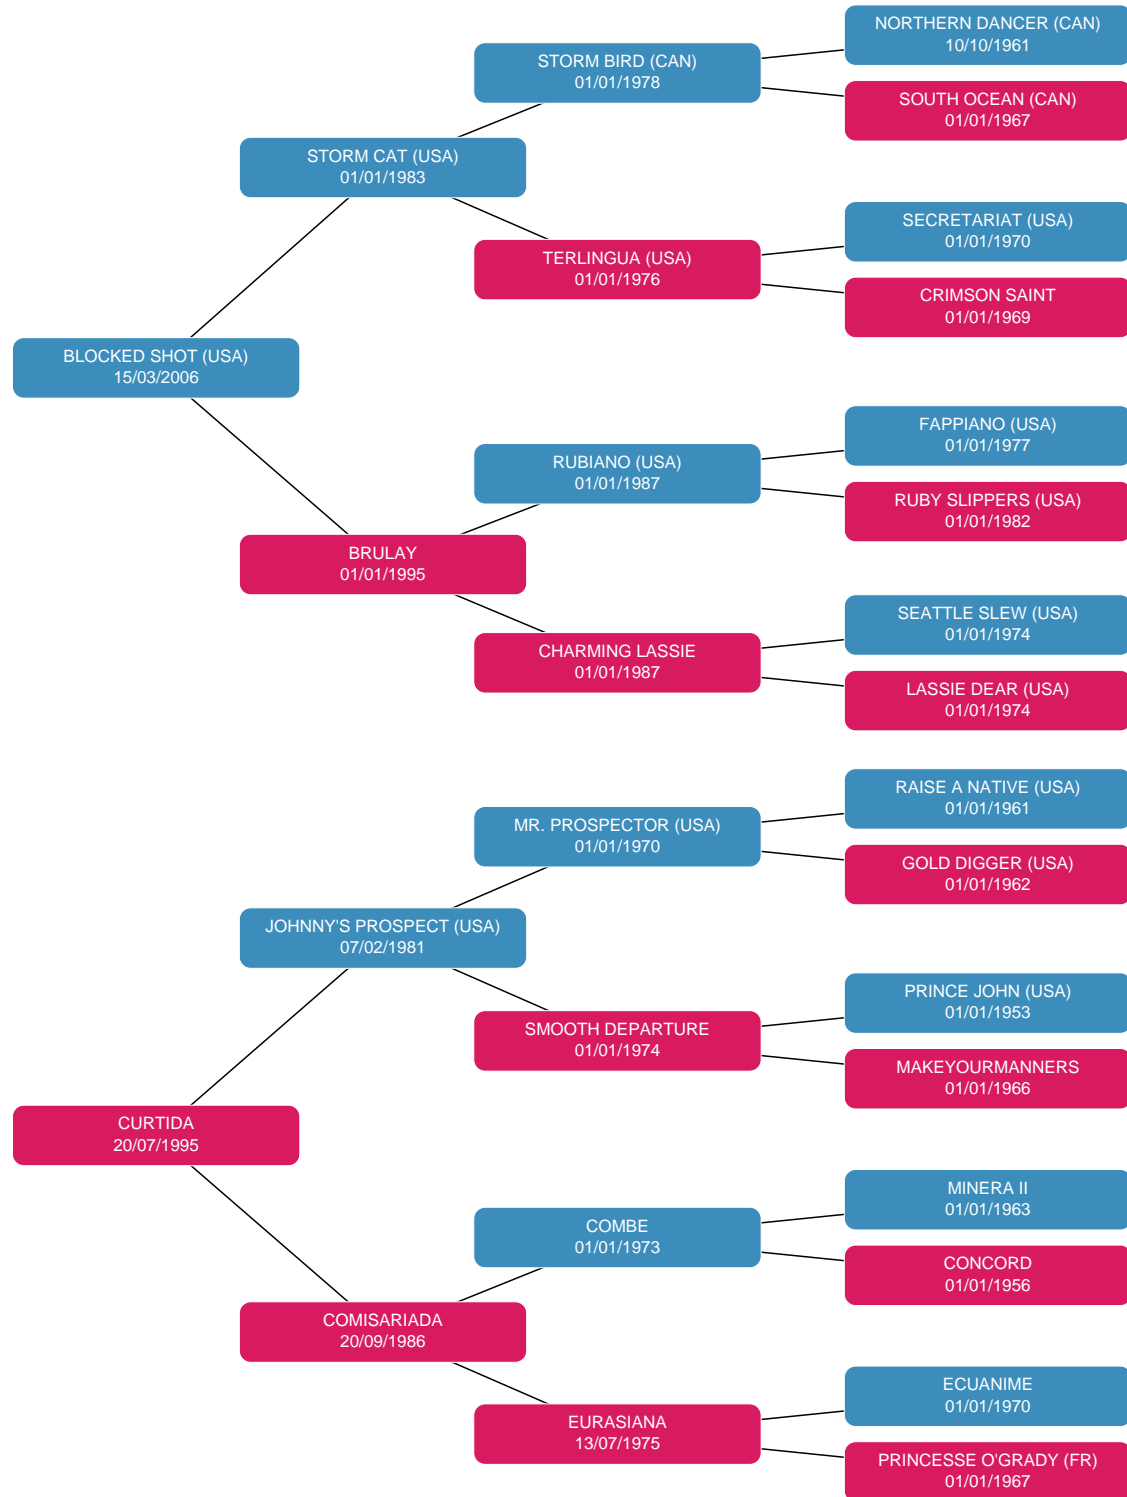 NORTHERN DANCER (CAN)
10/10/1961
STORM BIRD (CAN)
01/01/1978
SOUTH OCEAN (CAN)
01/01/1967
STORM CAT (USA)
01/01/1983
SECRETARIAT (USA)
01/01/1970
TERLINGUA (USA)
01/01/1976
CRIMSON SAINT
01/01/1969
BLOCKED SHOT (USA)
15/03/2006
FAPPIANO (USA)
01/01/1977
RUBIANO (USA)
01/01/1987
RUBY SLIPPERS (USA)
01/01/1982
BRULAY
01/01/1995
SEATTLE SLEW (USA)
01/01/1974
CHARMING LASSIE
01/01/1987
LASSIE DEAR (USA)
01/01/1974
RAISE A NATIVE (USA)
01/01/1961
MR. PROSPECTOR (USA)
01/01/1970
GOLD DIGGER (USA)
01/01/1962
JOHNNY'S PROSPECT (USA)
07/02/1981
PRINCE JOHN (USA)
01/01/1953
SMOOTH DEPARTURE
01/01/1974
MAKEYOURMANNERS
01/01/1966
CURTIDA
20/07/1995
MINERA II
01/01/1963
COMBE
01/01/1973
CONCORD
01/01/1956
COMISARIADA
20/09/1986
ECUANIME
01/01/1970
EURASIANA
13/07/1975
PRINCESSE O'GRADY (FR)
01/01/1967